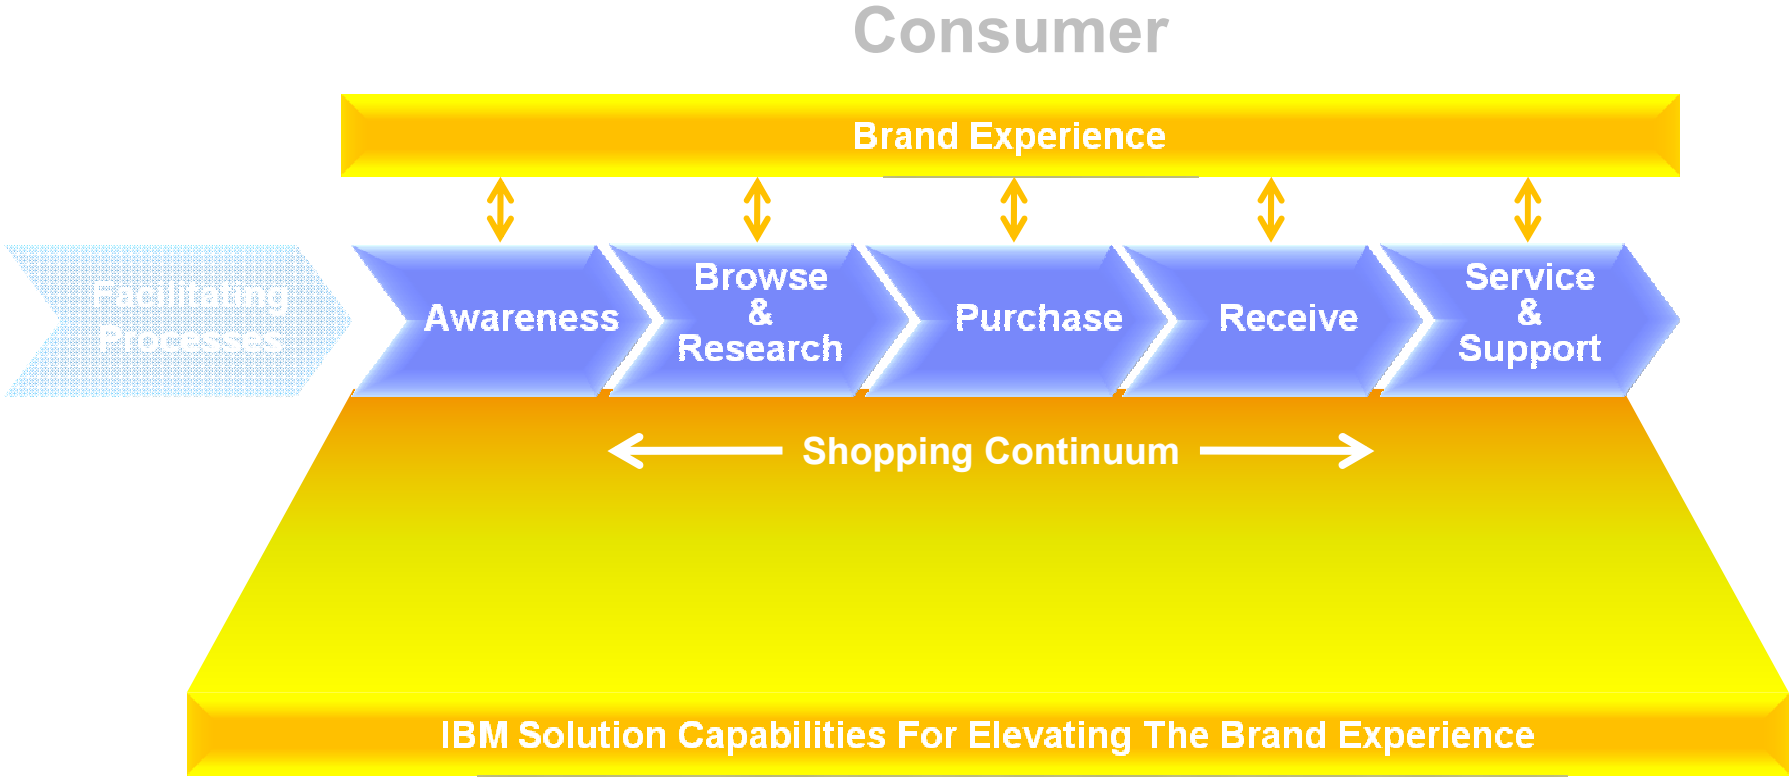 Consumer
Brand Experience
Facilitating
Processes
Awareness
Browse
&
Research
Purchase
Receive
Service
&
Support
Shopping Continuum
IBM Solution Capabilities For Elevating The Brand Experience